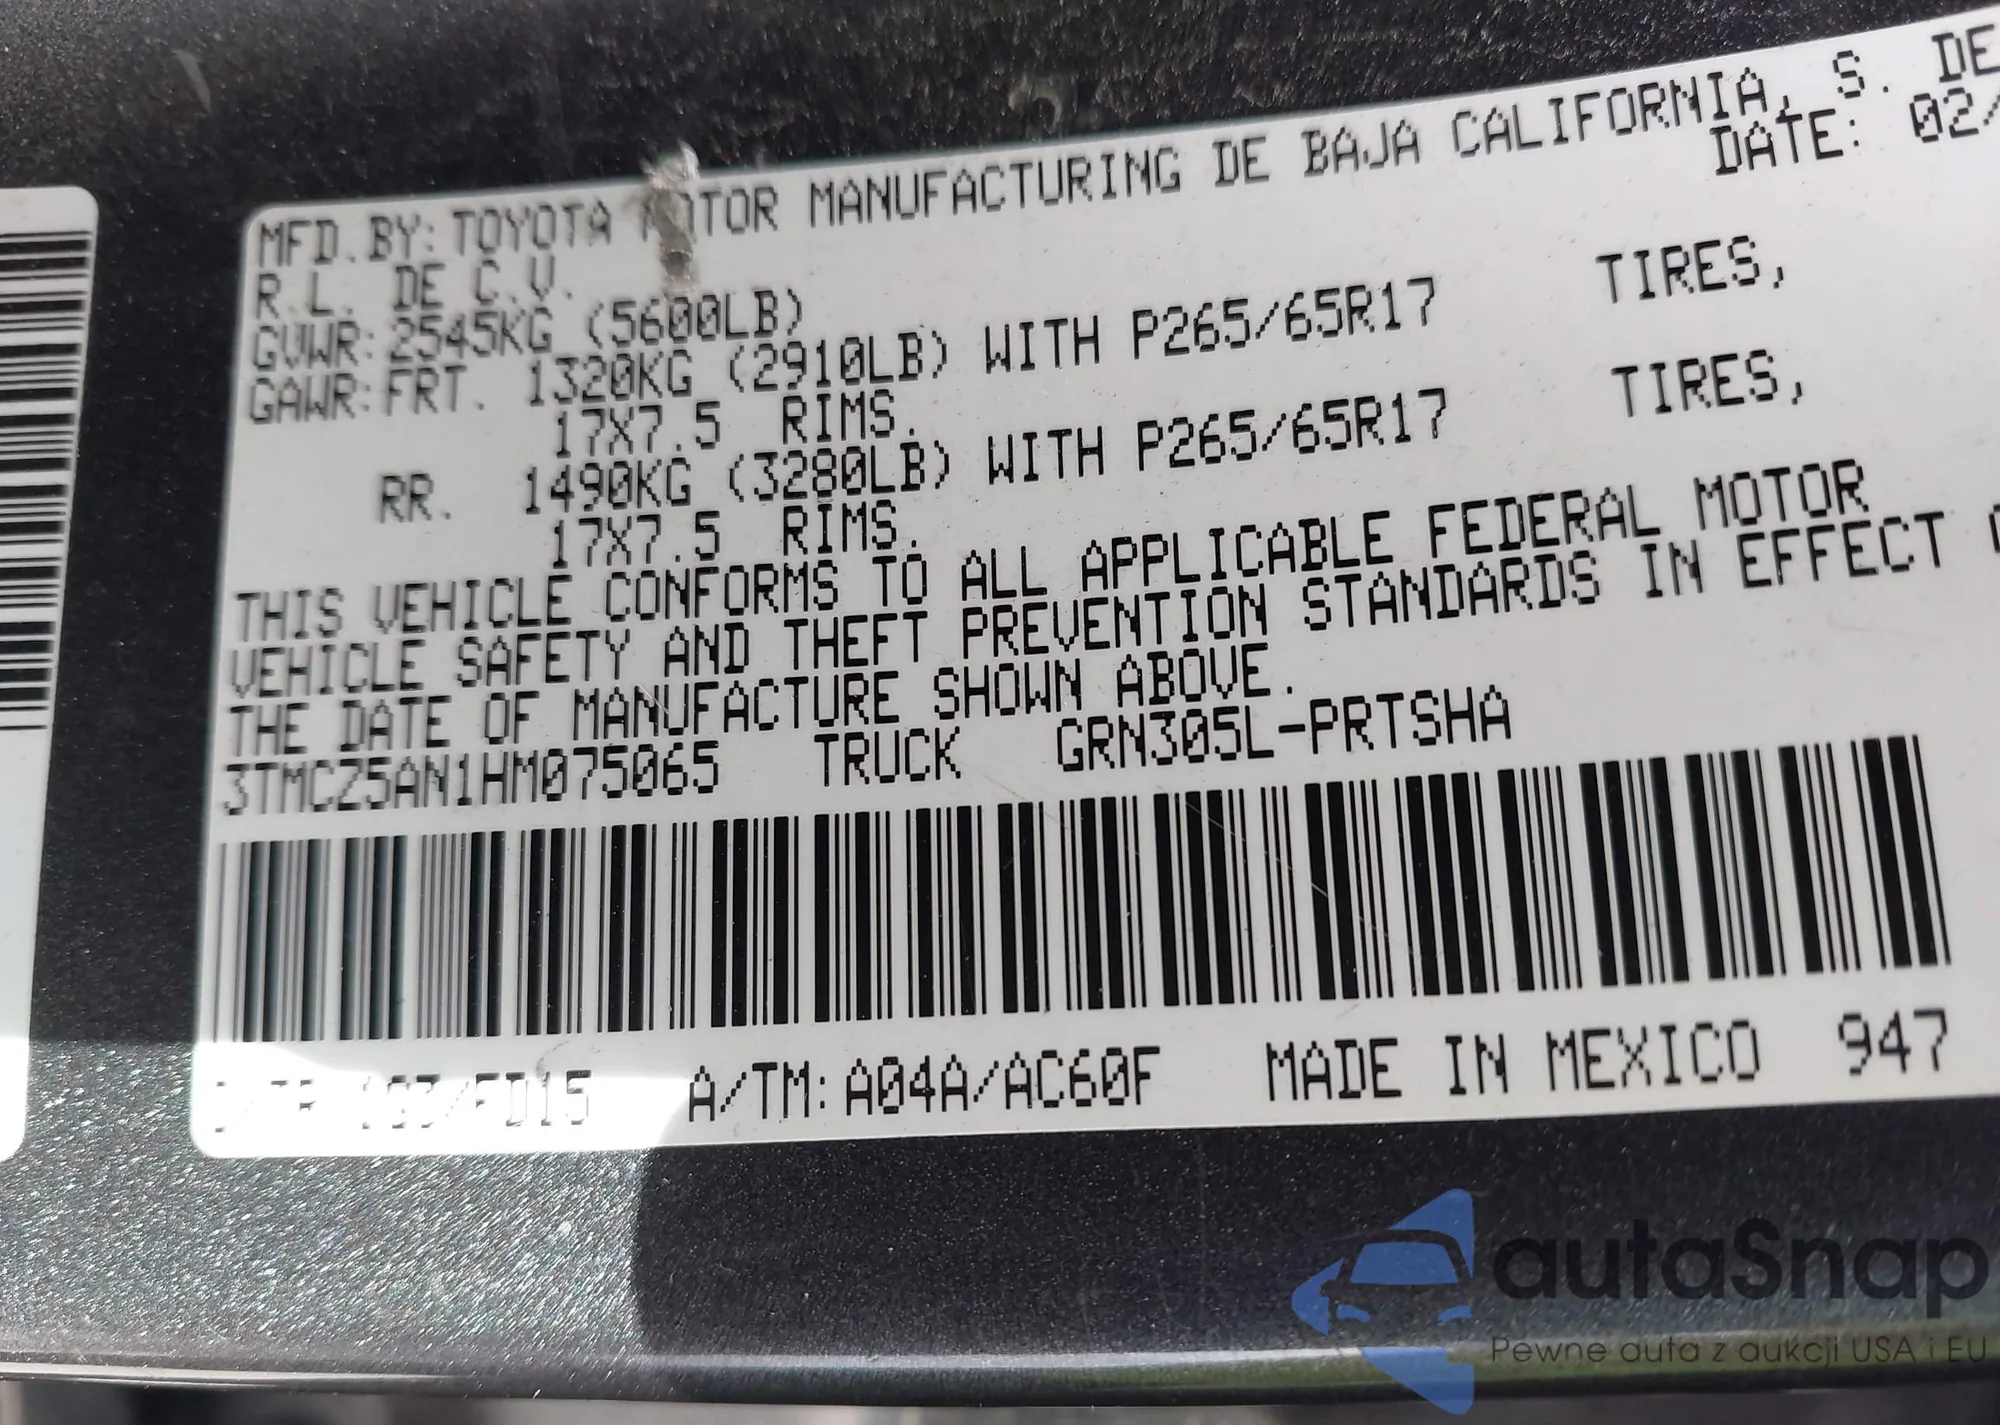 MFD.BY: TOYOTA MOTOR MANUFACTURING DE BAJA CALIFORNIA, S. DE
R.L. DE C.V. DATE: 02/
GVWR: 2545KG (5600LB)
GAWR: FRT. 1320KG (2910LB) WITH P265/65R17 TIRES,
17X7.5 RIMS.
RR. 1490KG (3280LB) WITH P265/65R17 TIRES,
17X7.5 RIMS.
THIS VEHICLE CONFORMS TO ALL APPLICABLE FEDERAL MOTOR
VEHICLE SAFETY AND THEFT PREVENTION STANDARDS IN EFFECT
THE DATE OF MANUFACTURE SHOWN ABOVE.
3TMCZ5AN1HM075065 TRUCK GRN305L-PRTSHA
/FD15 A/TM: A04A/AC60F MADE IN MEXICO 947
autaSnap
Pewne auta z aukcji USA i EU